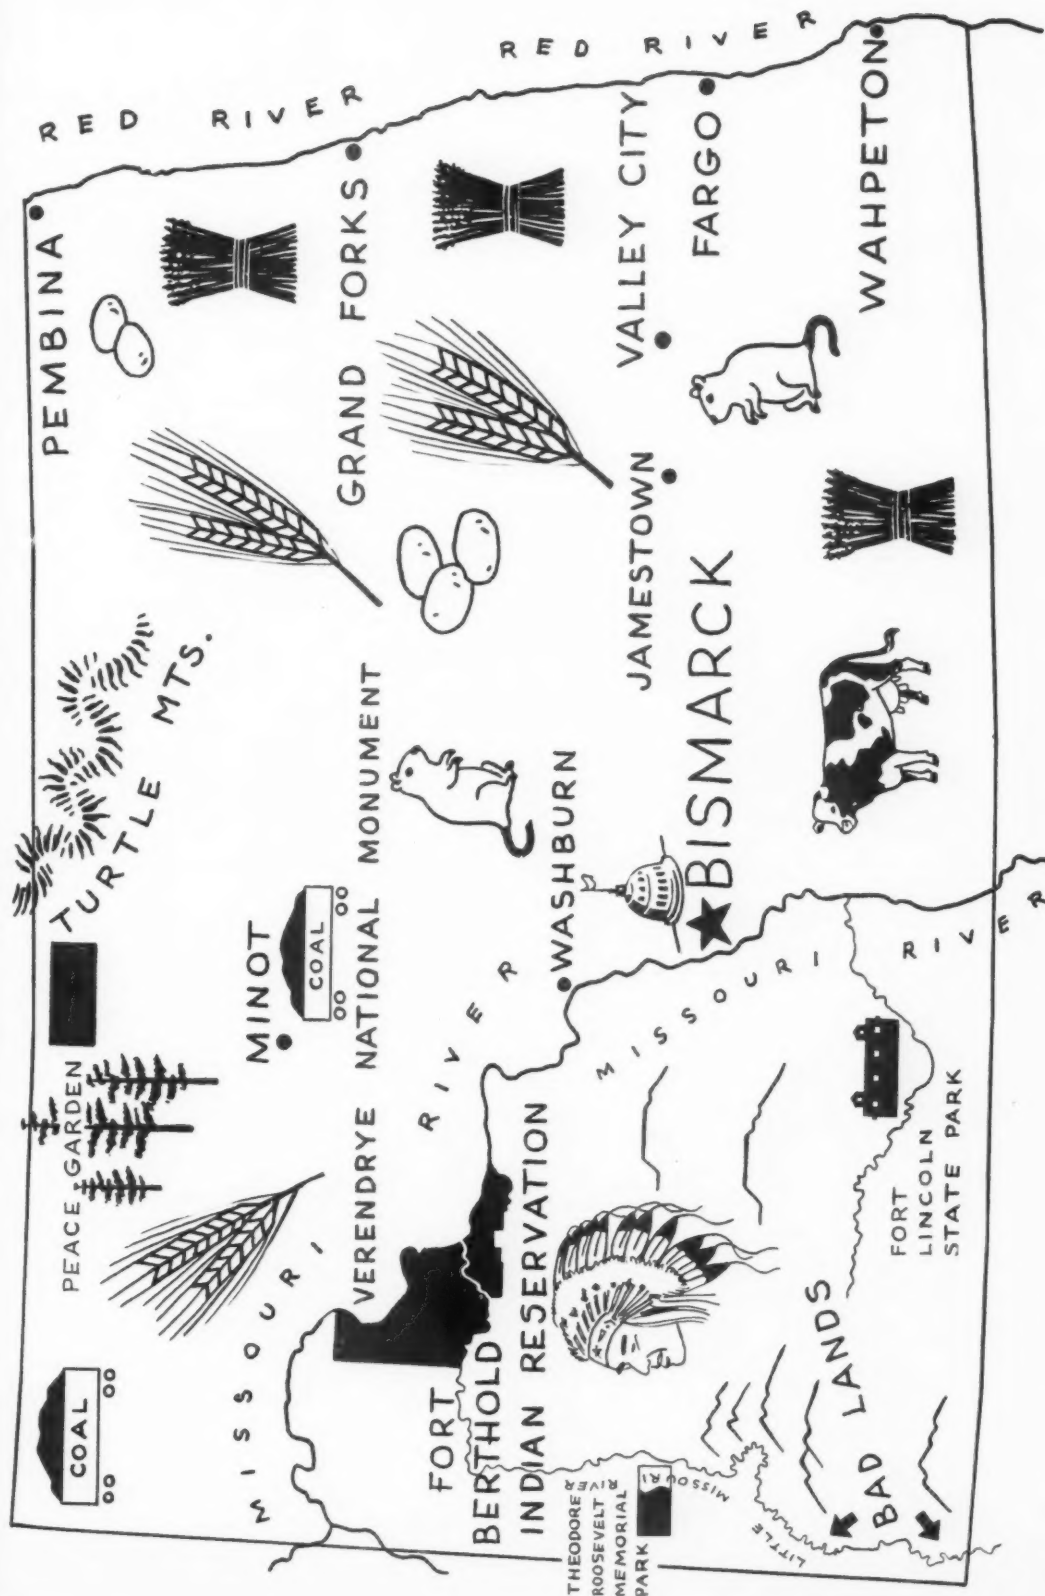 PEACE GARDEN
TURTLE MTS.
PEMBINA
RED RIVER
COAL
MINOT
COAL
MISSOURI RIVER
VERENDRYE NATIONAL MONUMENT
GRAND FORKS
RED RIVER
FORT
BERTHOLD
INDIAN RESERVATION
WASHBURN
JAMESTOWN
VALLEY CITY
FARGO
THEODORE
ROOSEVELT
MEMORIAL
PARK
LITTLE MISSOURI RIVER
MISSOURI RIVER
BISMARCK
BAD LANDS
FORT
LINCOLN
STATE PARK
WAHPETON